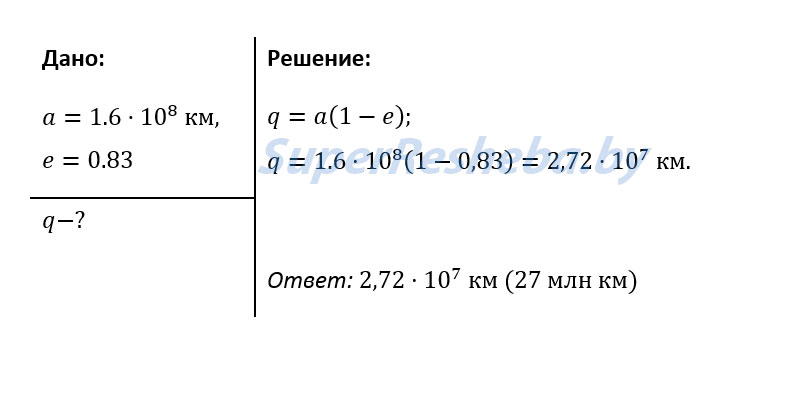 Дано:
a = 1.6 · 10⁸ км,
e = 0.83
q−?
Решение:
q = a(1 − e);
q = 1.6 · 10⁸(1 − 0,83) = 2,72 · 10⁷ км.
SuperResheba.by
Ответ: 2,72 · 10⁷ км (27 млн км)